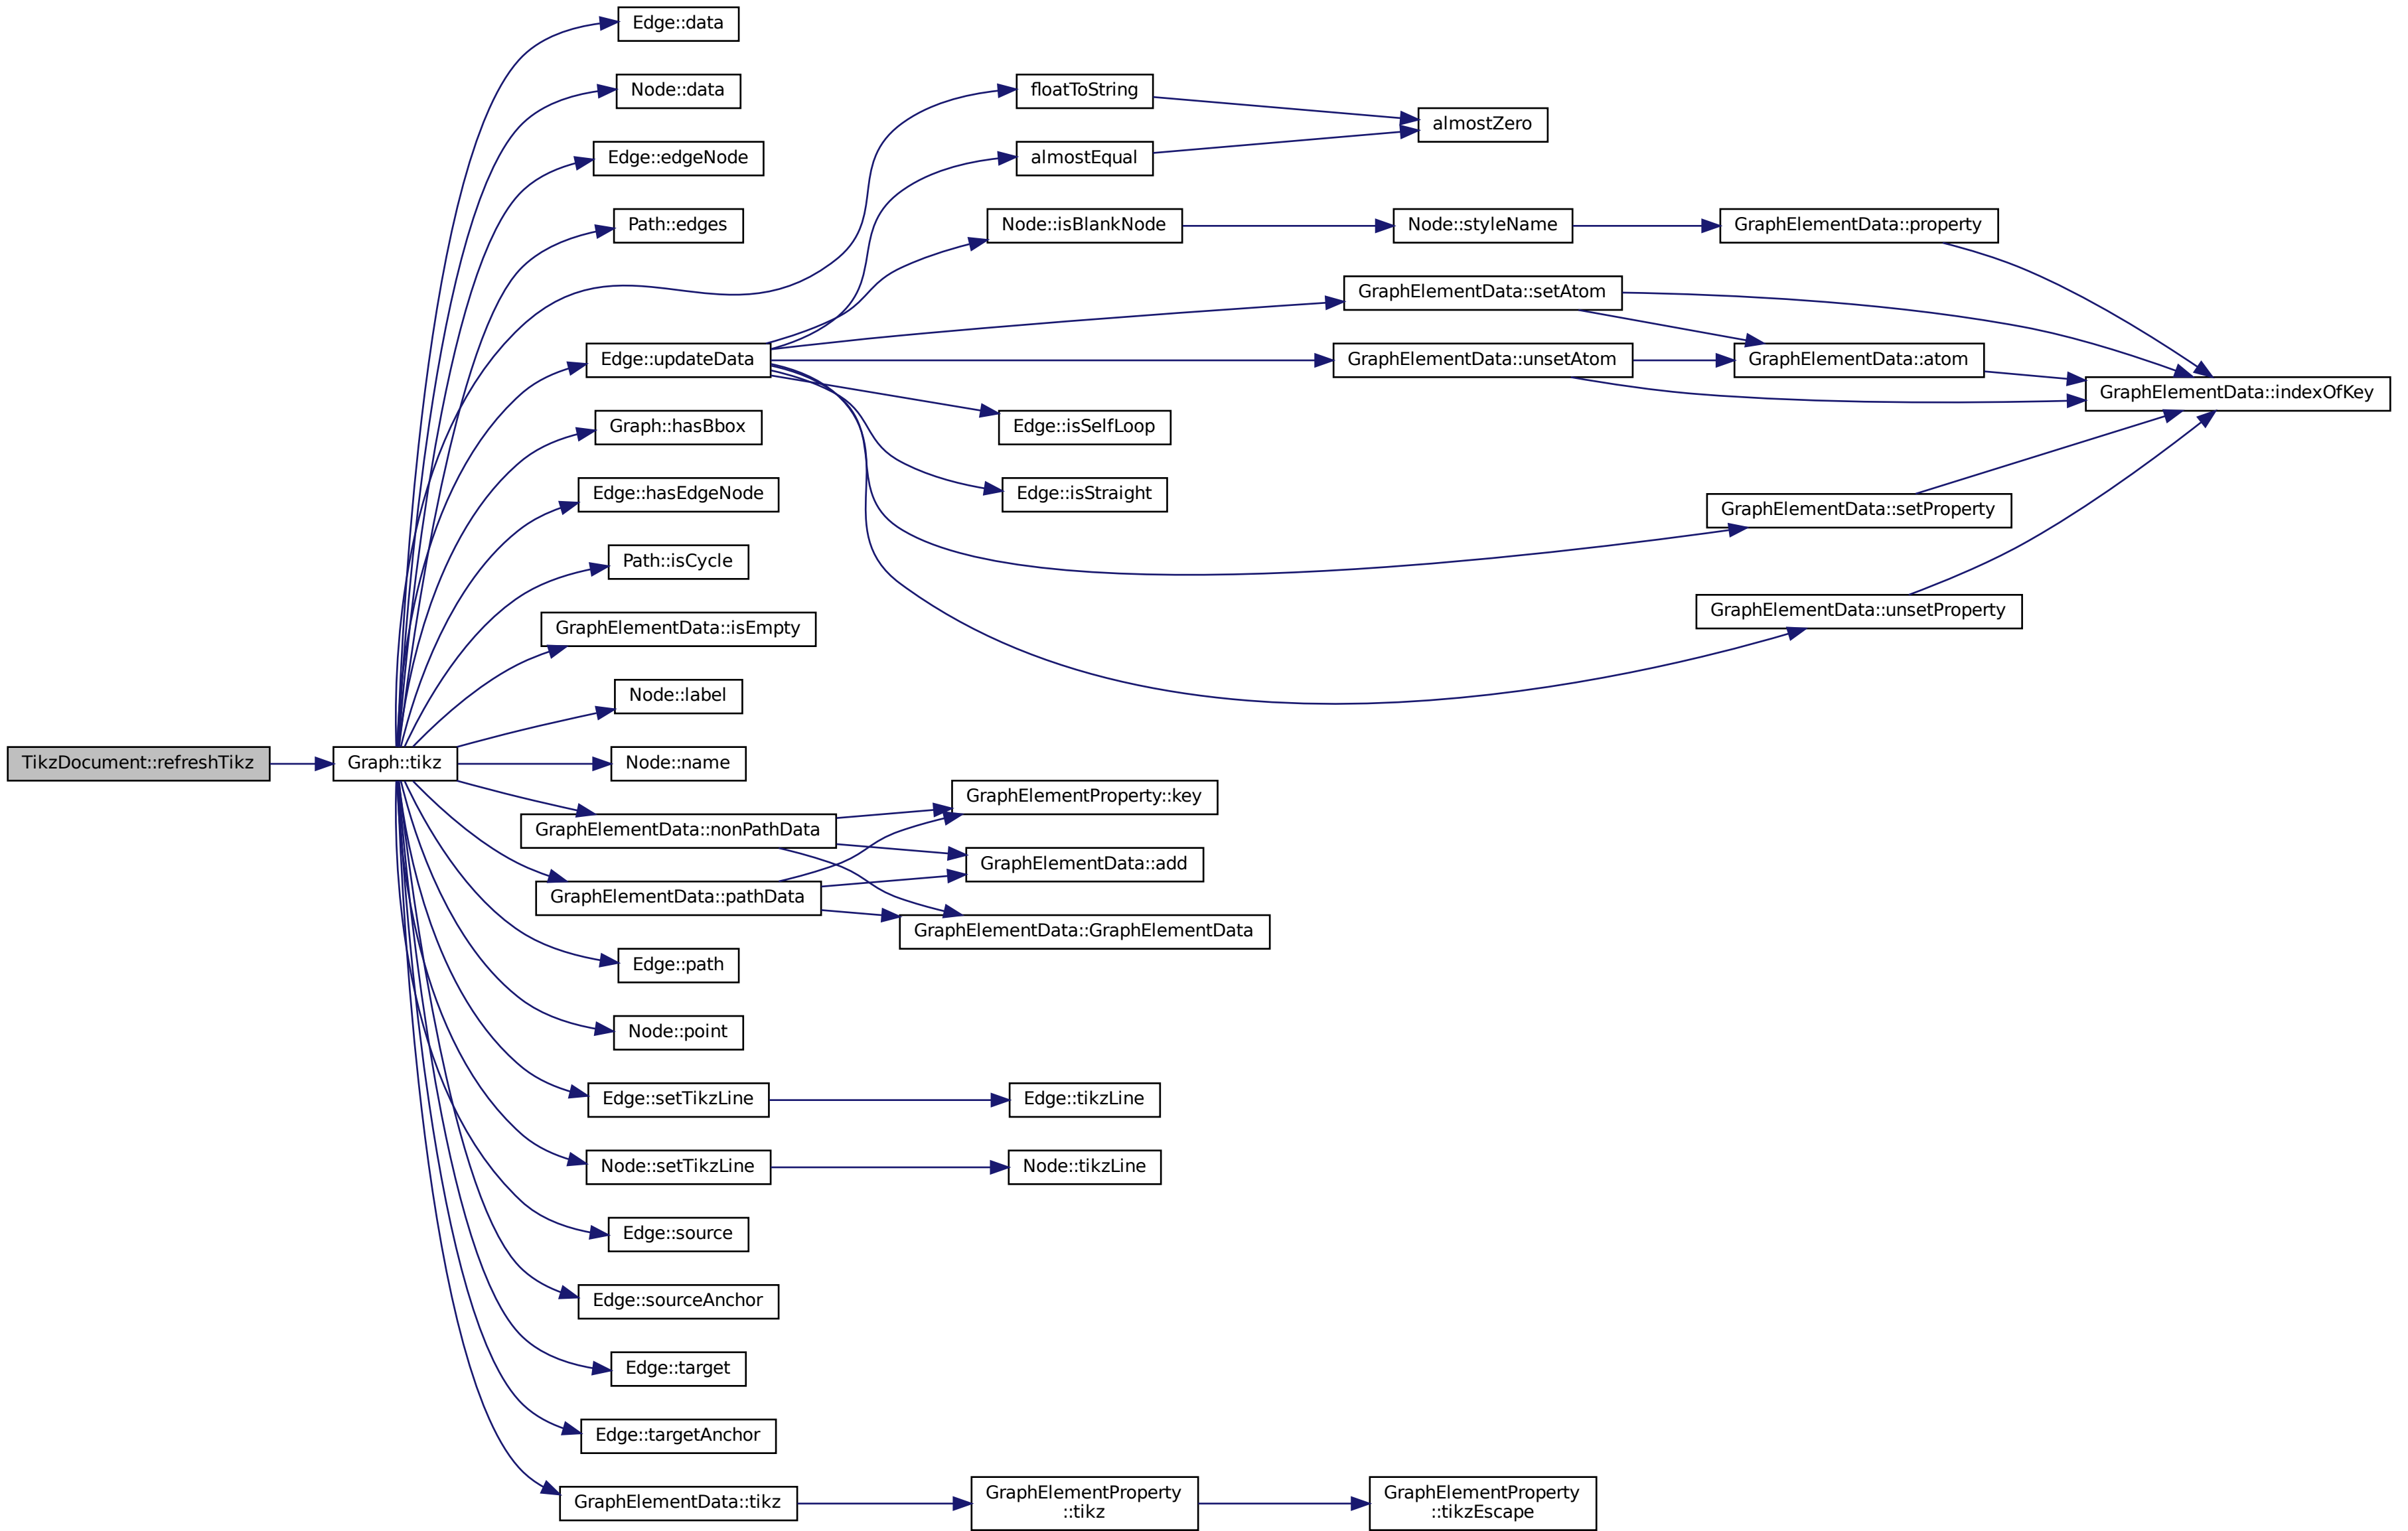 Edge::data
Node::data
floatToString
almostZero
Edge::edgeNode
almostEqual
Path::edges
Node::isBlankNode
Node::styleName
GraphElementData::property
GraphElementData::setAtom
Edge::updateData
GraphElementData::unsetAtom
GraphElementData::atom
GraphElementData::indexOfKey
Graph::hasBbox
Edge::isSelfLoop
Edge::hasEdgeNode
Edge::isStraight
GraphElementData::setProperty
Path::isCycle
GraphElementData::unsetProperty
GraphElementData::isEmpty
Node::label
TikzDocument::refreshTikz
Graph::tikz
Node::name
GraphElementProperty::key
GraphElementData::nonPathData
GraphElementData::add
GraphElementData::pathData
GraphElementData::GraphElementData
Edge::path
Node::point
Edge::setTikzLine
Edge::tikzLine
Node::setTikzLine
Node::tikzLine
Edge::source
Edge::sourceAnchor
Edge::target
Edge::targetAnchor
GraphElementData::tikz
GraphElementProperty
::tikz
GraphElementProperty
::tikzEscape